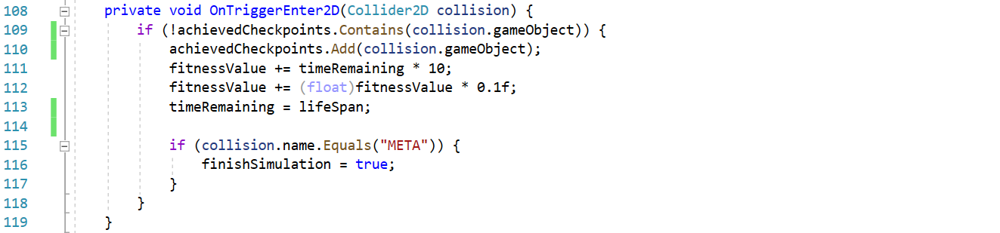 108 private void OnTriggerEnter2D(Collider2D collision) {
109 if (!achievedCheckpoints.Contains(collision.gameObject)) {
110 achievedCheckpoints.Add(collision.gameObject);
111 fitnessValue += timeRemaining * 10;
112 fitnessValue += (float)fitnessValue * 0.1f;
113 timeRemaining = lifeSpan;
114
115 if (collision.name.Equals("META")) {
116 finishSimulation = true;
117 }
118 }
119 }